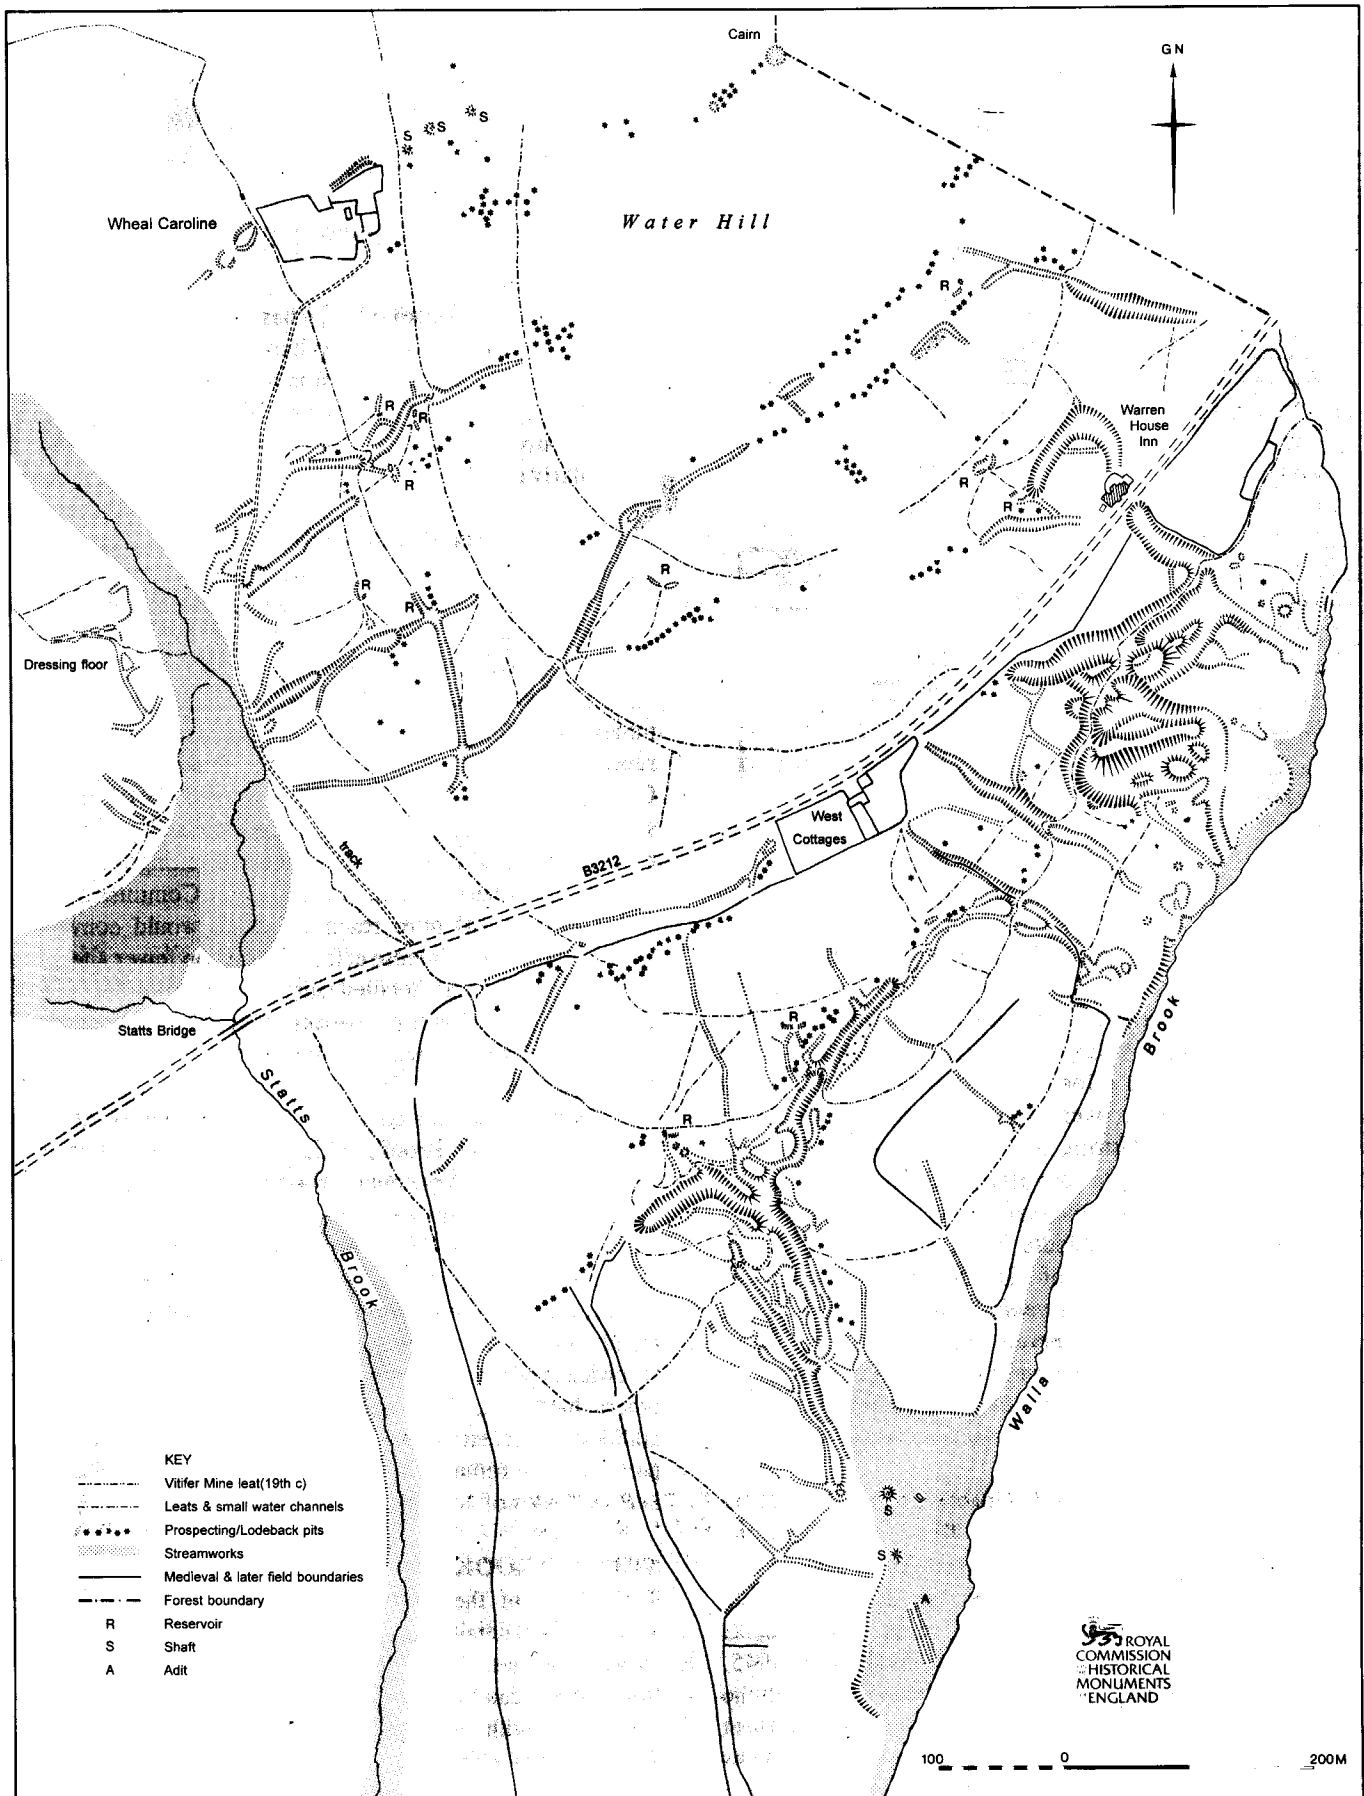 Cairn
GN
S
S
S
Wheal Caroline
Water Hill
R
R
R
Warren
House
Inn
R
R
R
R
R
R
Dressing floor
West
Cottages
track
B3212
R
Statts Bridge
Statts
Brook
Brook
R
Walla
KEY
Vitifer Mine leat(19th c)
Leats & small water channels
Prospecting/Lodeback pits
Streamworks
Medieval & later field boundaries
Forest boundary
R Reservoir
S Shaft
A Adit
S
S
A
ROYAL
COMMISSION
HISTORICAL
MONUMENTS
ENGLAND
100 0 200M